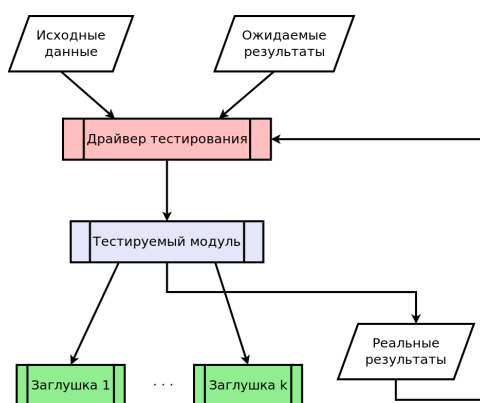 Исходные
данные
Ожидаемые
результаты
Драйвер тестирования
Тестируемый модуль
Реальные
результаты
Заглушка 1
. . .
Заглушка k